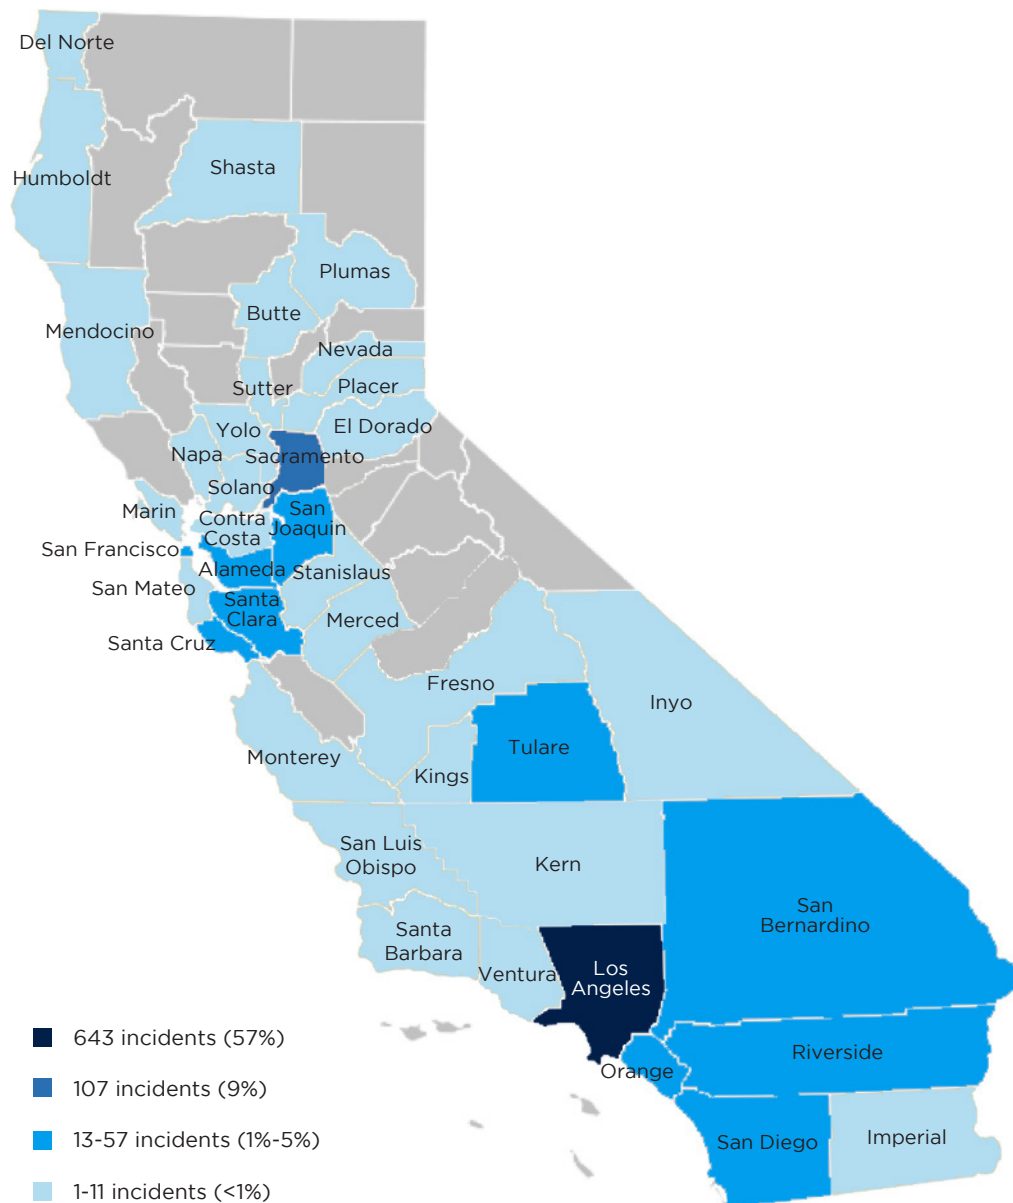 Del Norte
Shasta
Humboldt
Plumas
Butte
Mendocino
Nevada
Sutter
Placer
El Dorado
Yolo
Napa
Sacramento
Solano
Marin
San
Joaquin
Contra
Costa
San Francisco
Alameda
Stanislaus
San Mateo
Santa
Clara
Merced
Santa Cruz
Fresno
Inyo
Tulare
Monterey
Kings
San Luis
Obispo
Kern
San
Bernardino
Santa
Barbara
Ventura
Los
Angeles
Orange
Riverside
San Diego
Imperial
643 incidents (57%)
107 incidents (9%)
13-57 incidents (1%-5%)
1-11 incidents (<1%)